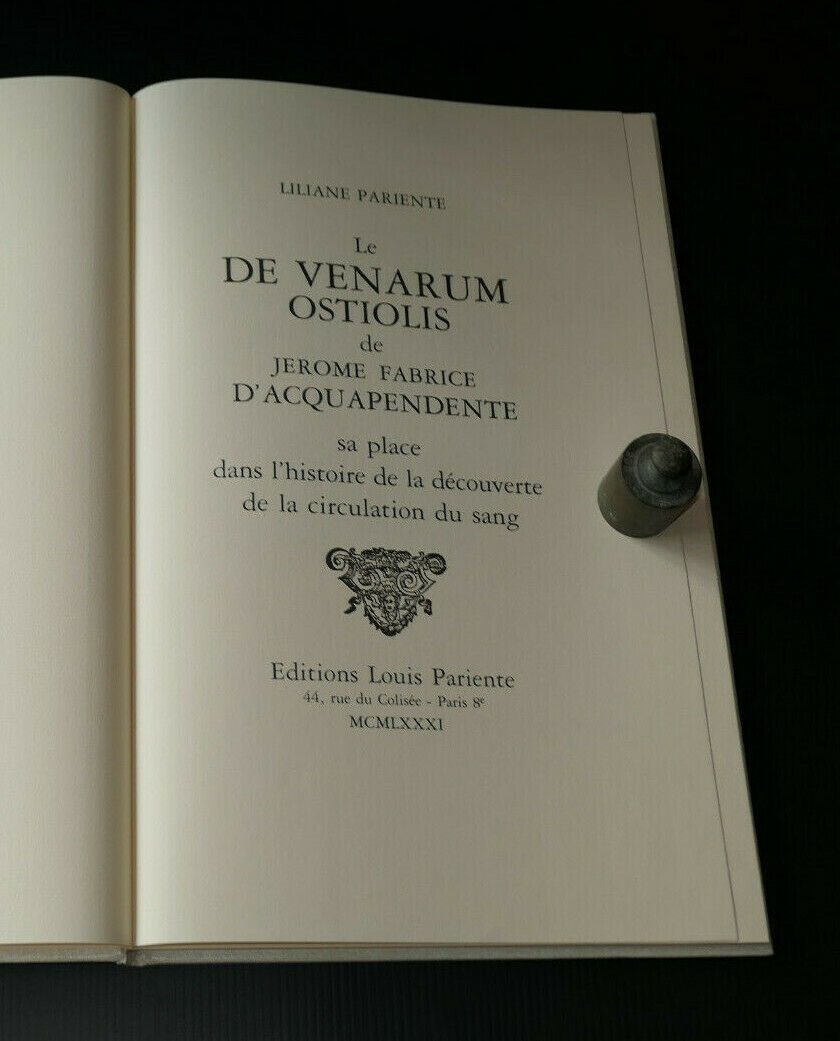 LILIANE PARIENTE
Le
DE VENARUM
OSTIOLIS
de
JEROME FABRICE
D'ACQUAPENDENTE
sa place
dans l'histoire de la découverte
de la circulation du sang
Editions Louis Pariente
44, rue du Colisée - Paris 8e
MCMLXXXI